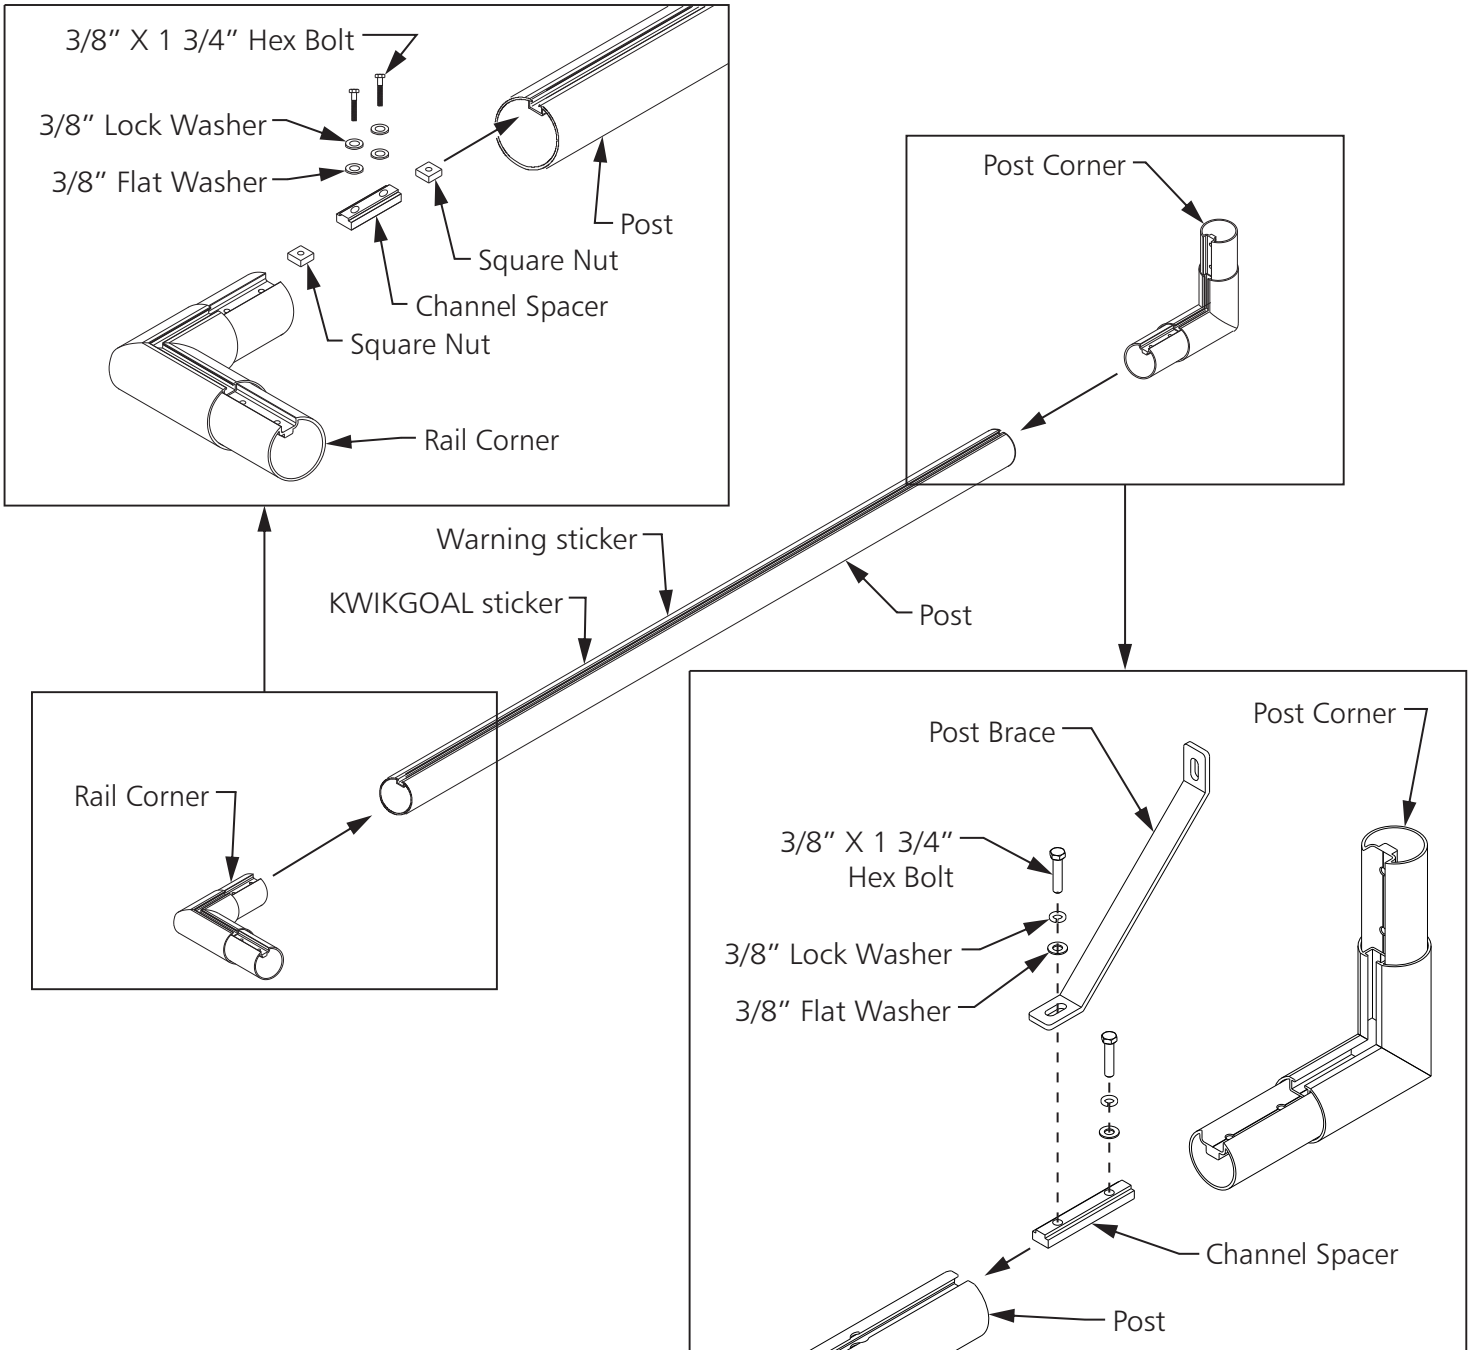 3/8” X 1 3/4” Hex Bolt
3/8” Lock Washer
3/8” Flat Washer
Post
Square Nut
Channel Spacer
Square Nut
Rail Corner
Post Corner
Warning sticker
KWIKGOAL sticker
Post
Rail Corner
Post Brace
Post Corner
3/8” X 1 3/4”
Hex Bolt
3/8” Lock Washer
3/8” Flat Washer
Channel Spacer
Post